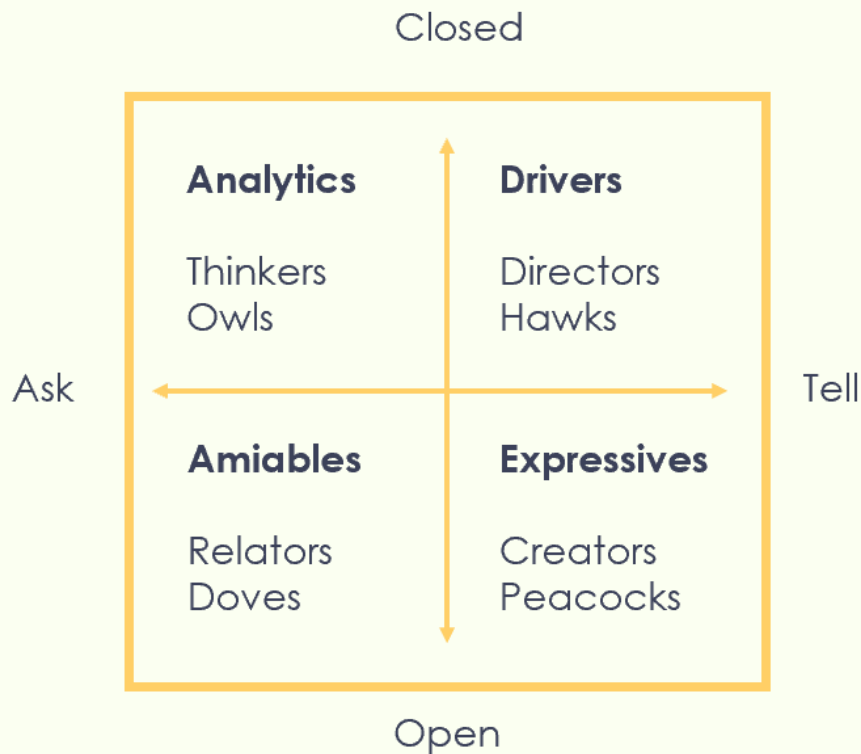 Closed
Analytics
Thinkers
Owls
Drivers
Directors
Hawks
Ask
Tell
Amiables
Relators
Doves
Expressives
Creators
Peacocks
Open